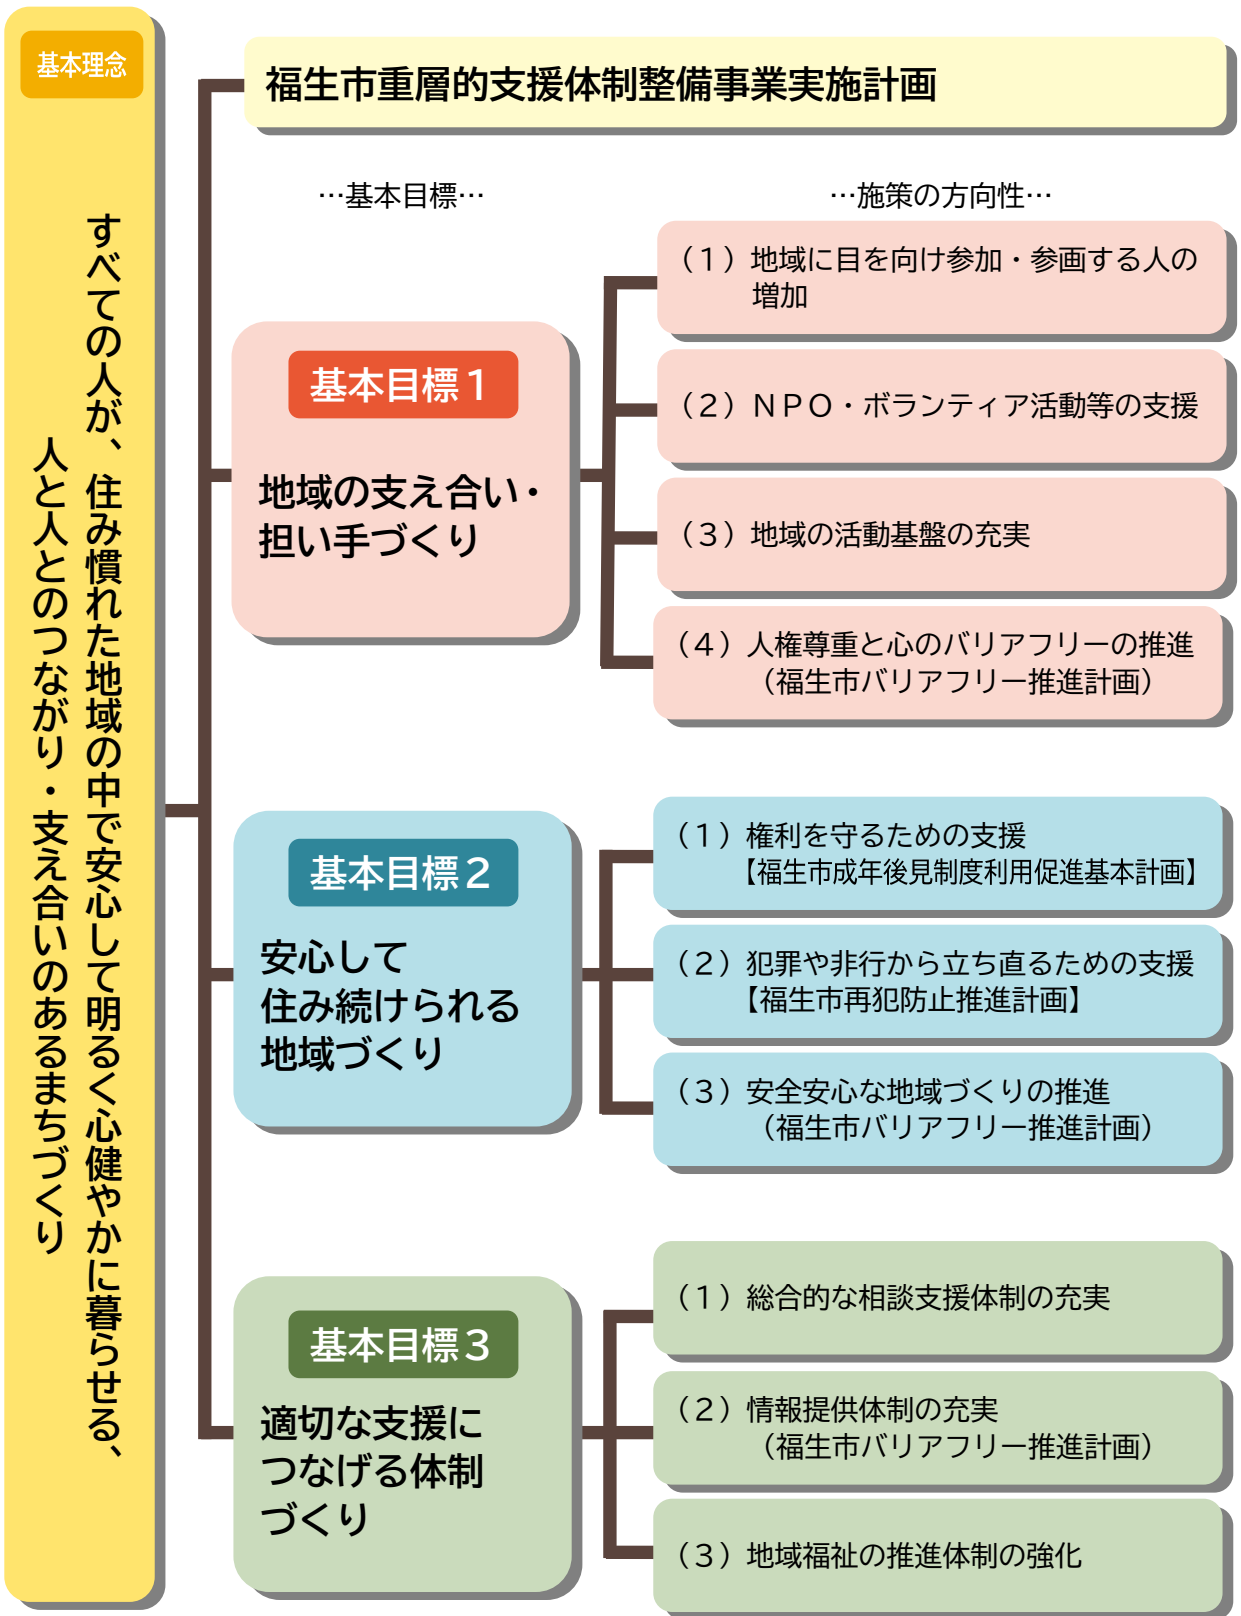 基本理念
すべての人が、住み慣れた地域の中で安心して明るく心健やかに暮らせる、
人と人とのつながり・支え合いのあるまちづくり
福生市重層的支援体制整備事業実施計画
…基本目標…
…施策の方向性…
基本目標１
地域の支え合い・
担い手づくり
（１）地域に目を向け参加・参画する人の
増加
（２）ＮＰＯ・ボランティア活動等の支援
（３）地域の活動基盤の充実
（４）人権尊重と心のバリアフリーの推進
（福生市バリアフリー推進計画）
基本目標２
安心して
住み続けられる
地域づくり
（１）権利を守るための支援
【福生市成年後見制度利用促進基本計画】
（２）犯罪や非行から立ち直るための支援
【福生市再犯防止推進計画】
（３）安全安心な地域づくりの推進
（福生市バリアフリー推進計画）
基本目標３
適切な支援に
つなげる体制
づくり
（１）総合的な相談支援体制の充実
（２）情報提供体制の充実
（福生市バリアフリー推進計画）
（３）地域福祉の推進体制の強化